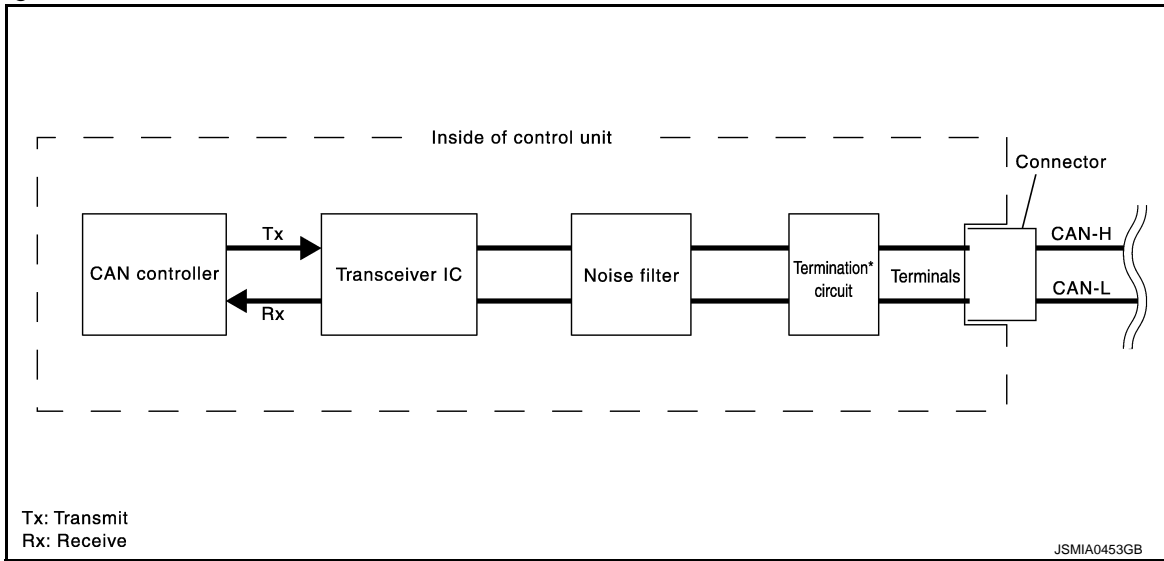 Inside of control unit
Connector
CAN controller
Tx
Rx
Transceiver IC
Noise filter
Termination*
circuit
Terminals
CAN-H
CAN-L
Tx: Transmit
Rx: Receive
JSMIA0453GB